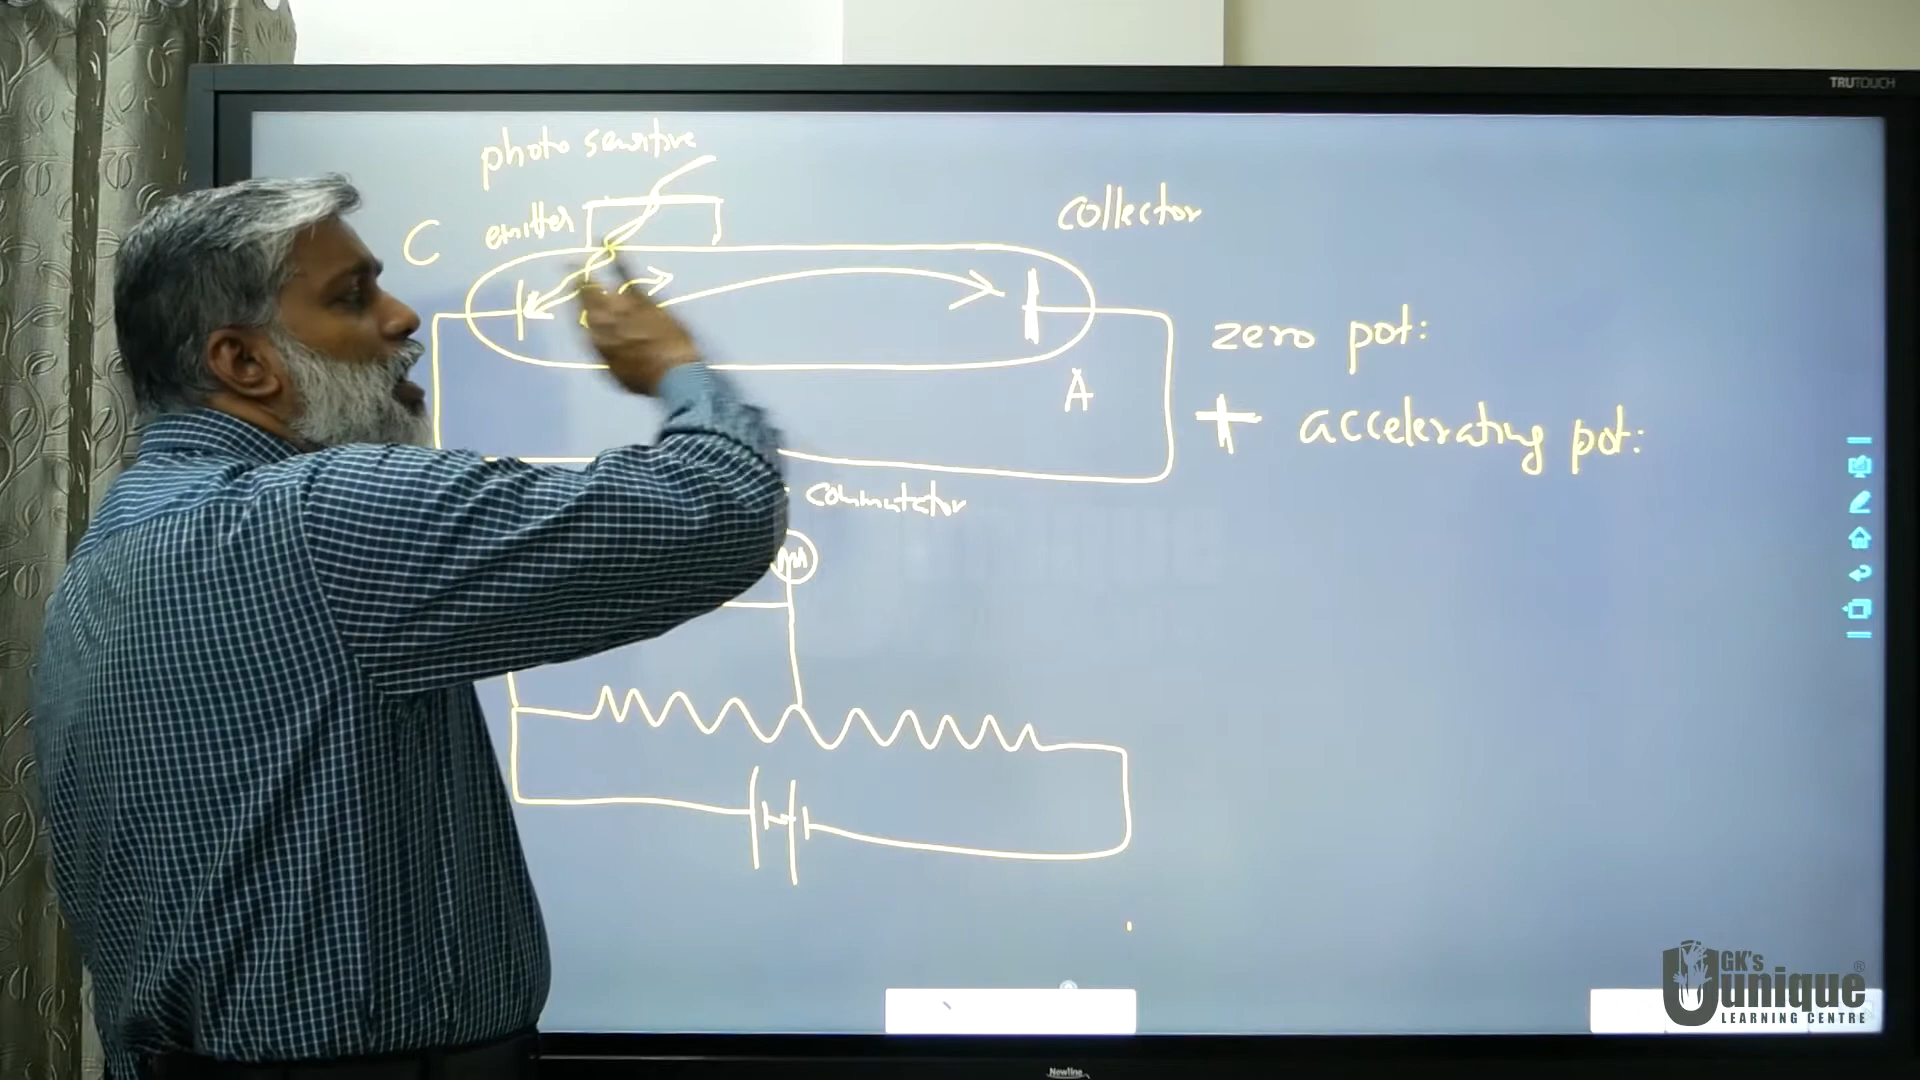 TRUTOUCH
photo sensitive
emitter
C
collector
A
zero pot:
+ accelerating pot:
commutator
GK's
unique
LEARNING CENTRE
Newline